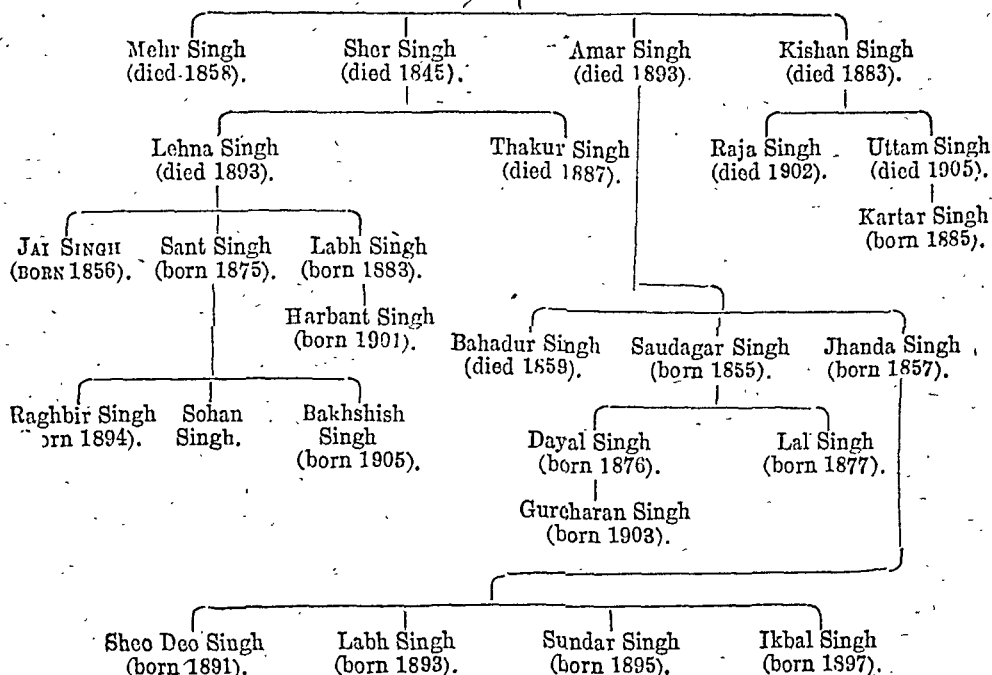 Mehr Singh
(died 1858).
Sher Singh
(died 1845).
Amar Singh
(died 1893).
Kishan Singh
(died 1883).
Lehna Singh
(died 1893).
Thakur Singh
(died 1887).
Raja Singh
(died 1902).
Uttam Singh
(died 1905).
Kartar Singh
(born 1885).
JAI SINGH
(BORN 1856).
Sant Singh
(born 1875).
Labh Singh
(born 1883).
Harbant Singh
(born 1901).
Bahadur Singh
(died 1859).
Saudagar Singh
(born 1855).
Jhanda Singh
(born 1857).
Raghbir Singh
orn 1894).
Sohan
Singh.
Bakhshish
Singh
(born 1905).
Dayal Singh
(born 1876).
Lal Singh
(born 1877).
Gurcharan Singh
(born 1903).
Sheo Deo Singh
(born 1891).
Labh Singh
(born 1893).
Sundar Singh
(born 1895).
Ikbal Singh
(born 1897).